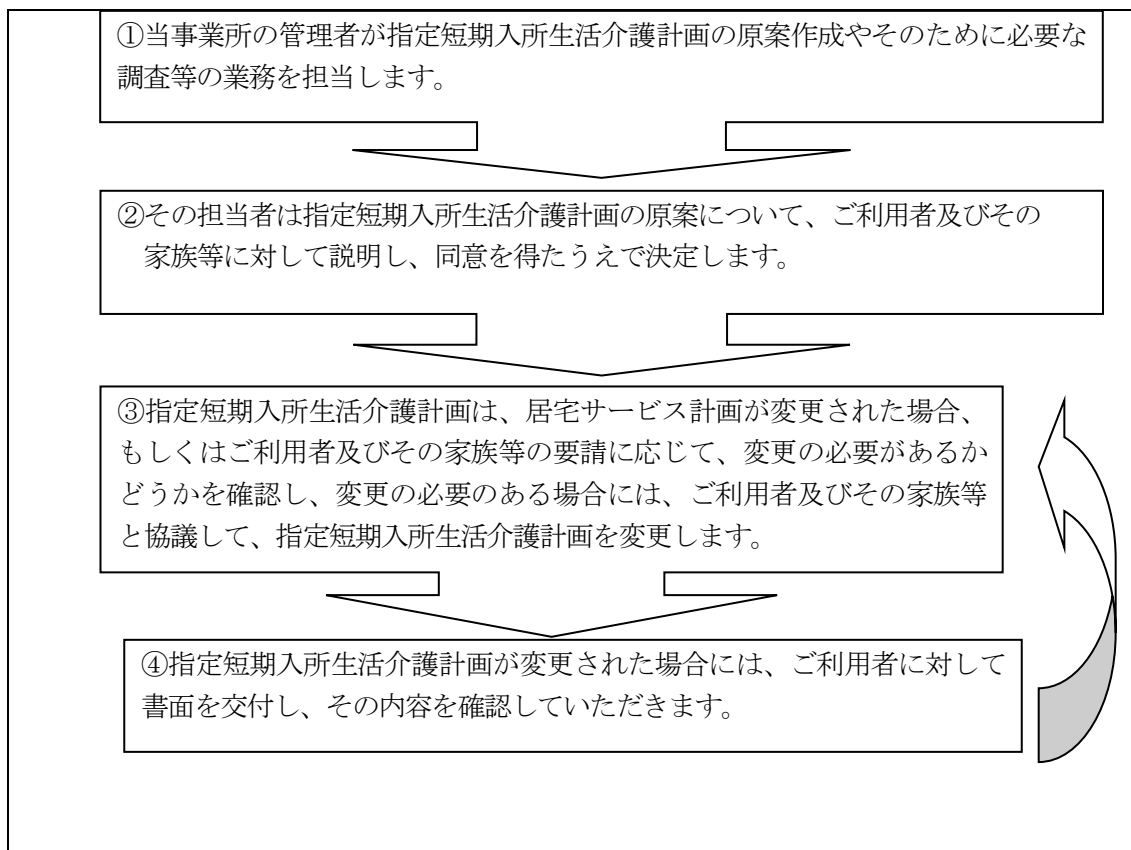 ①当事業所の管理者が指定短期入所生活介護計画の原案作成やそのために必要な
調査等の業務を担当します。
②その担当者は指定短期入所生活介護計画の原案について、ご利用者及びその
家族等に対して説明し、同意を得たうえで決定します。
③指定短期入所生活介護計画は、居宅サービス計画が変更された場合、
もしくはご利用者及びその家族等の要請に応じて、変更の必要があるか
どうかを確認し、変更の必要のある場合には、ご利用者及びその家族等
と協議して、指定短期入所生活介護計画を変更します。
④指定短期入所生活介護計画が変更された場合には、ご利用者に対して
書面を交付し、その内容を確認していただきます。